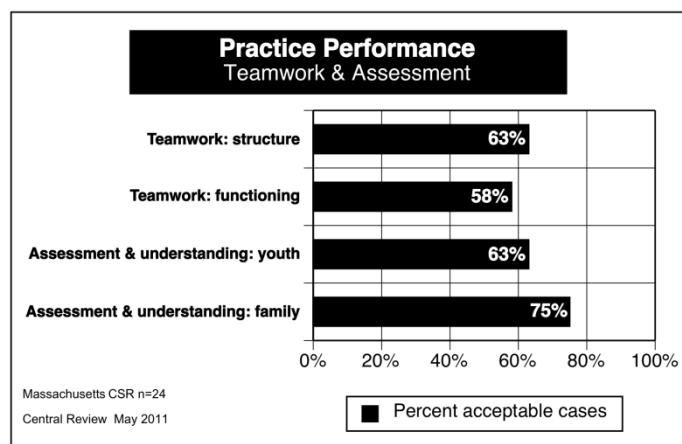 Practice Performance
Teamwork & Assessment
Teamwork: structure
63%
Teamwork: functioning
58%
Assessment & understanding: youth
63%
Assessment & understanding: family
75%
0% 20% 40% 60% 80% 100%
Massachusetts CSR n=24
Central Review May 2011
Percent acceptable cases